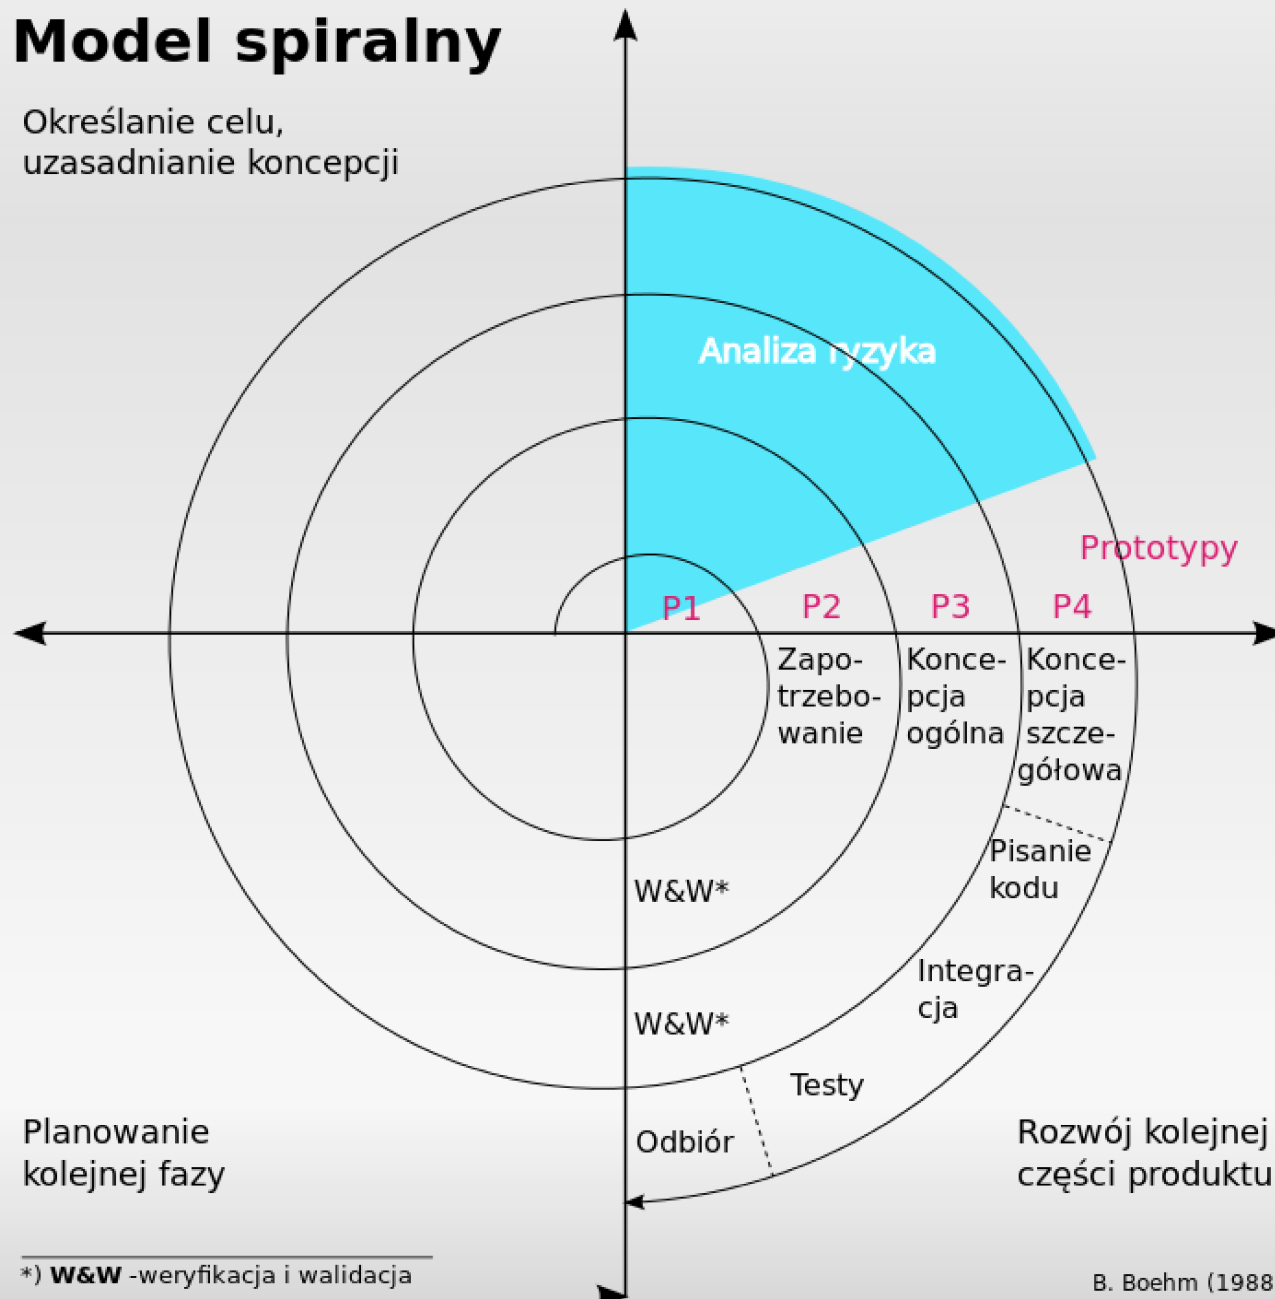 Model spiralny
Określanie celu,
uzasadnianie koncepcji
Analiza ryzyka
Prototypy
P1
P2
P3
P4
Zapo-
trzebo-
wanie
Konce-
pcja
ogólna
Konce-
pcja
szcze-
gółowa
Pisanie
kodu
W&W*
Integra-
cja
W&W*
Testy
Odbiór
Planowanie
kolejnej fazy
Rozwój kolejnej
części produktu
*) W&W -weryfikacja i walidacja
B. Boehm (1988